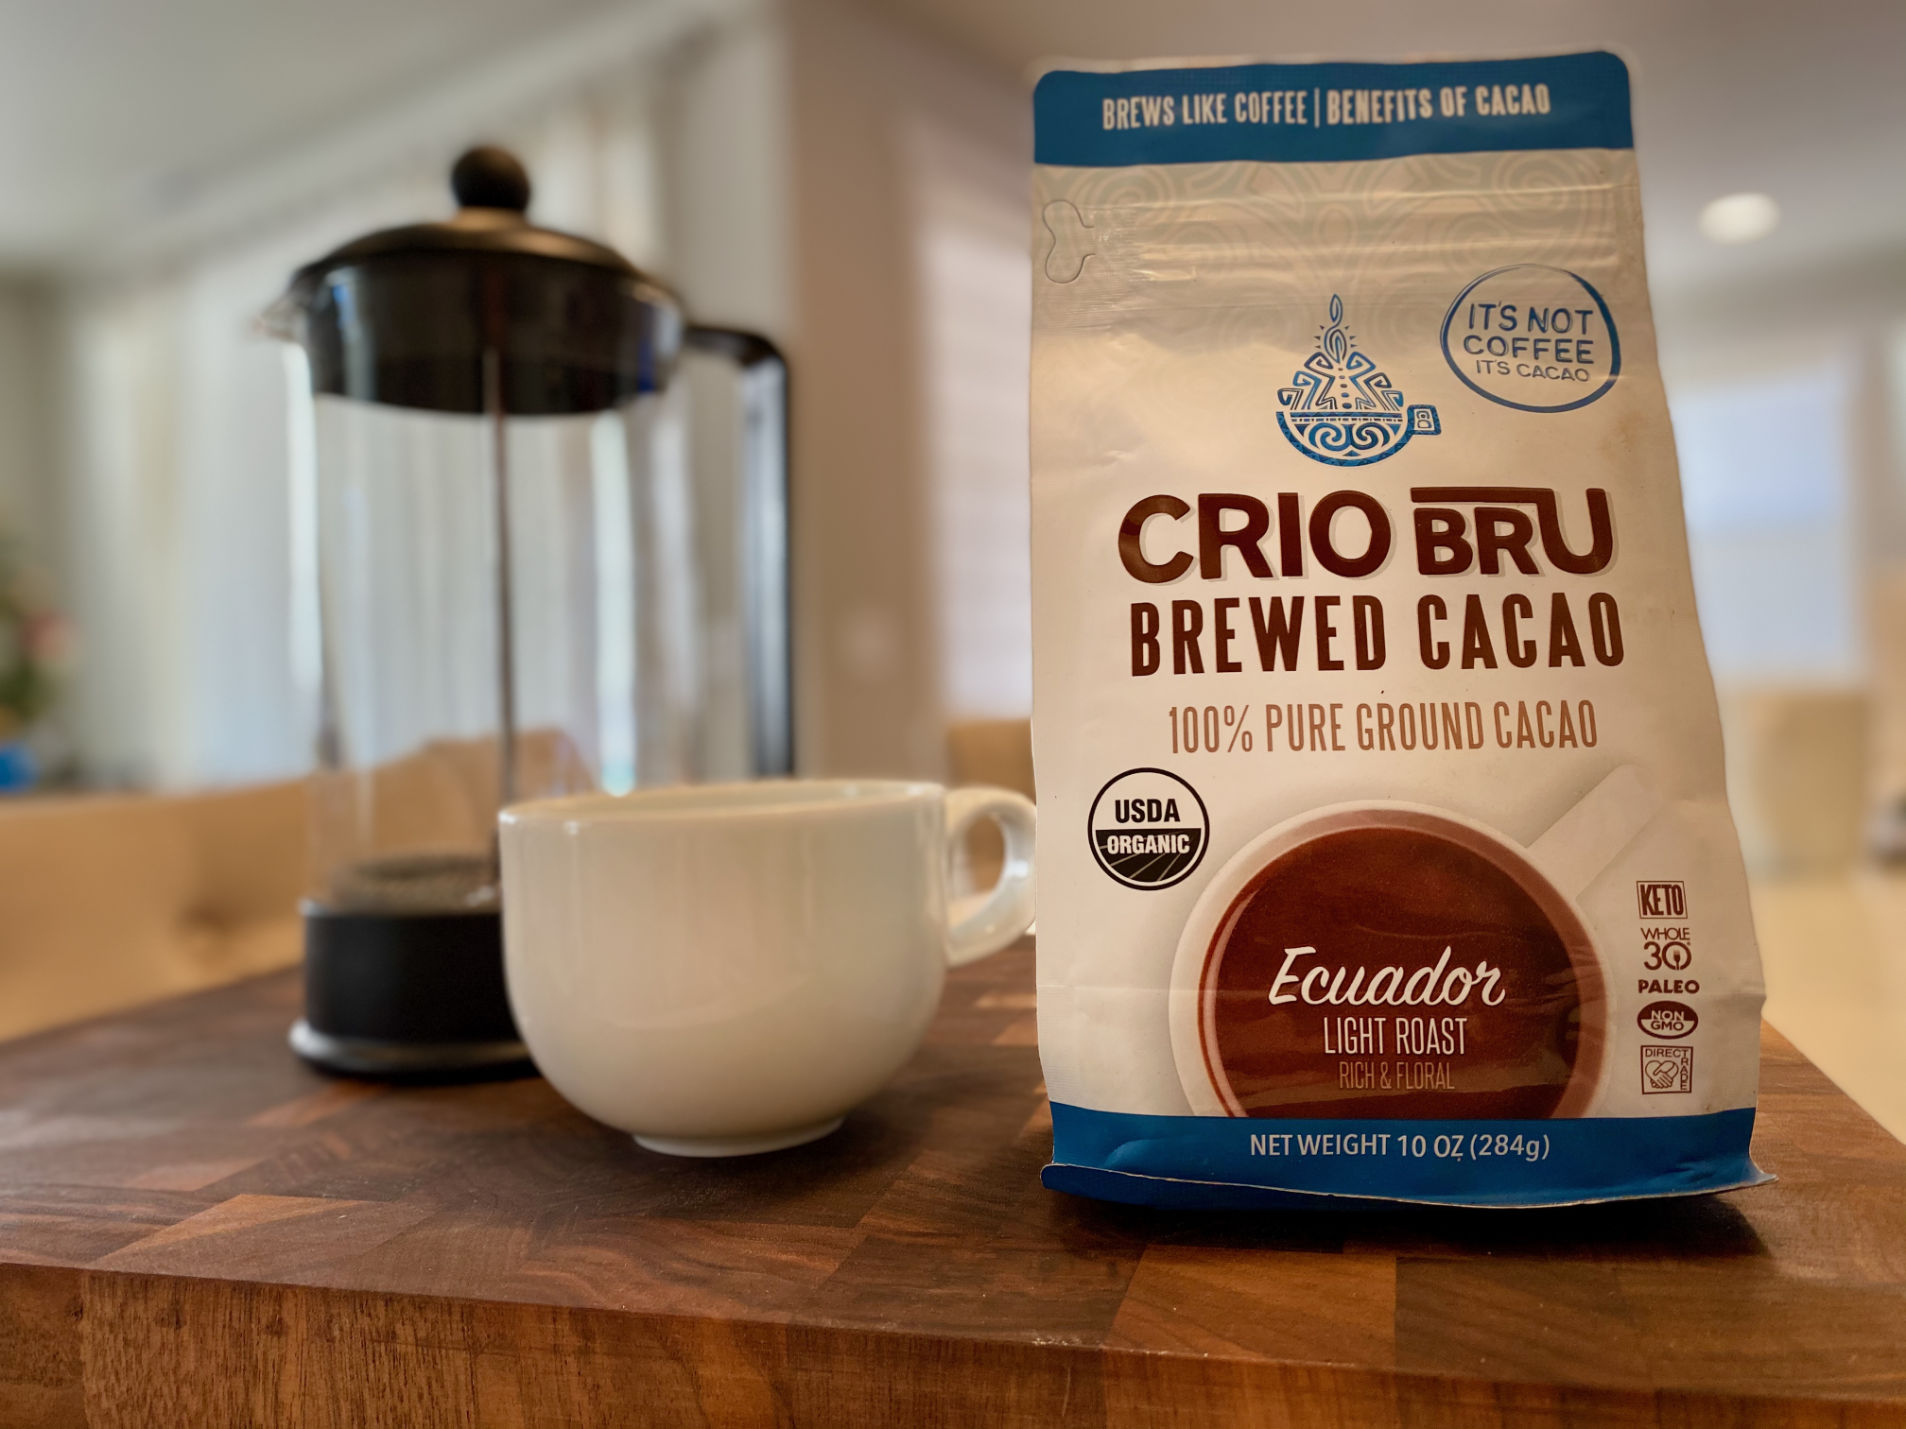 BREWS LIKE COFFEE | BENEFITS OF CACAO
IT'S NOT
COFFEE
IT'S CACAO
CRIO BRU
BREWED CACAO
100% PURE GROUND CACAO
USDA
ORGANIC
KETO
WHOLE
30
PALEO
NON
GMO
DIRECT
TRADE
Ecuador
LIGHT ROAST
RICH & FLORAL
NET WEIGHT 10 OZ (284g)